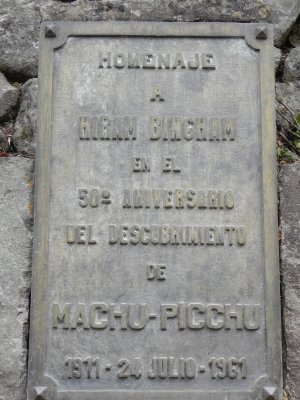 HOMENAJE
A
HIRAM BINGHAM
EN EL
50º ANIVERSARIO
DEL DESCUBRIMIENTO
DE
MACHU-PICCHU
1911-24 JULIO-1961